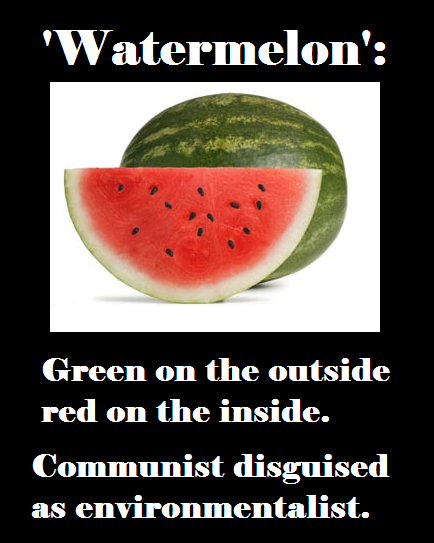 'Watermelon':
Green on the outside
red on the inside.
Communist disguised
as environmentalist.